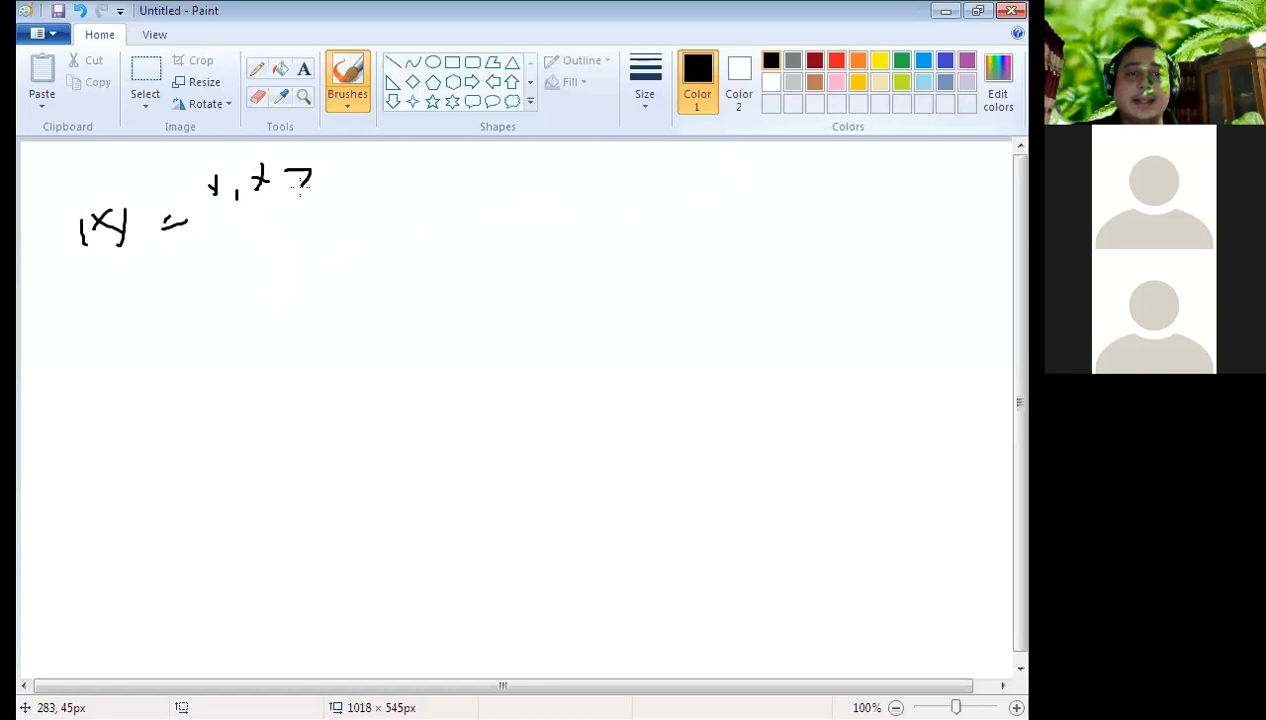 Untitled - Paint
Home
View
Cut
Copy
Paste
Clipboard
Resize
Crop
Rotate
Select
Image
Tools
Brushes
Outline
Fill
Shapes
Size
Color 1
Color 2
Edit colors
Colors
x, x >
|x| =
283, 45px
1018 × 545px
100%